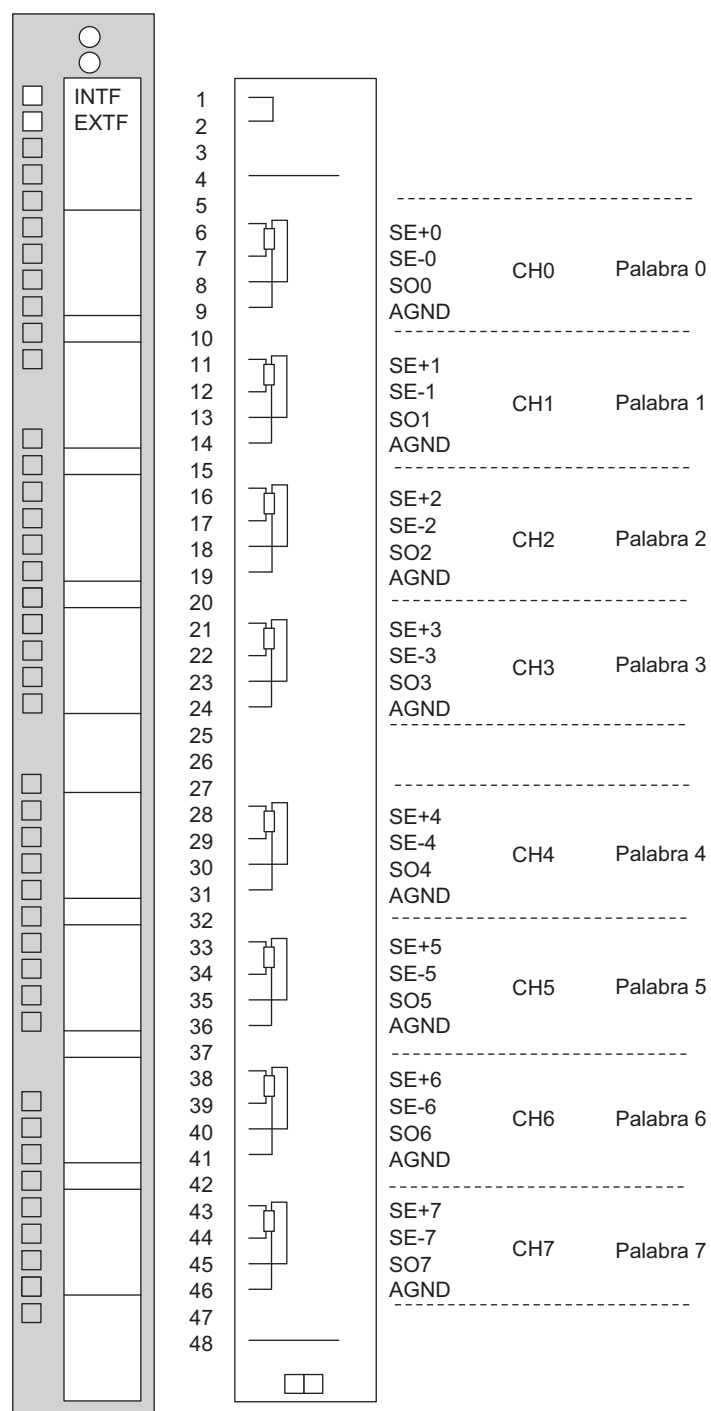 INTF
EXTF
1
2
3
4
5
6
7
8
9
10
11
12
13
14
15
16
17
18
19
20
21
22
23
24
25
26
27
28
29
30
31
32
33
34
35
36
37
38
39
40
41
42
43
44
45
46
47
48
SE+0
SE-0
SO0
AGND
CH0
Palabra 0
SE+1
SE-1
SO1
AGND
CH1
Palabra 1
SE+2
SE-2
SO2
AGND
CH2
Palabra 2
SE+3
SE-3
SO3
AGND
CH3
Palabra 3
SE+4
SE-4
SO4
AGND
CH4
Palabra 4
SE+5
SE-5
SO5
AGND
CH5
Palabra 5
SE+6
SE-6
SO6
AGND
CH6
Palabra 6
SE+7
SE-7
SO7
AGND
CH7
Palabra 7